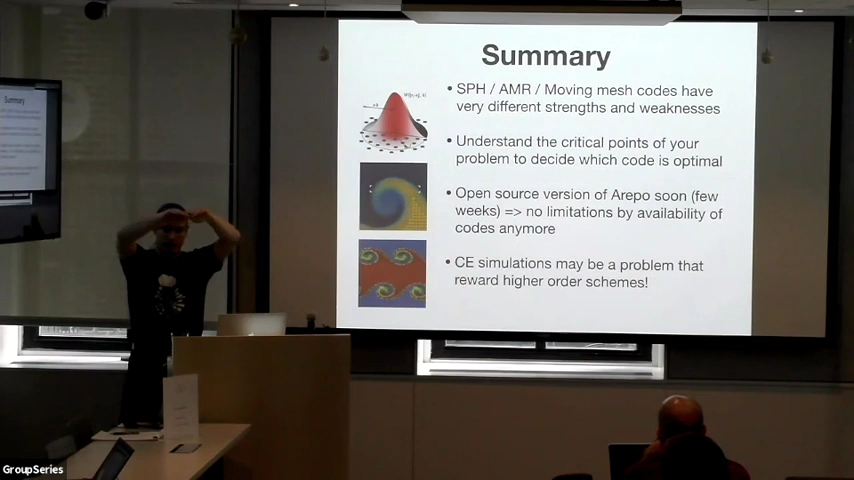 Summary
Summary
• SPH / AMR / Moving mesh codes have
very different strengths and weaknesses
• Understand the critical points of your
problem to decide which code is optimal
• Open source version of Arepo soon (few
weeks) => no limitations by availability of
codes anymore
• CE simulations may be a problem that
reward higher order schemes!
GroupSeries